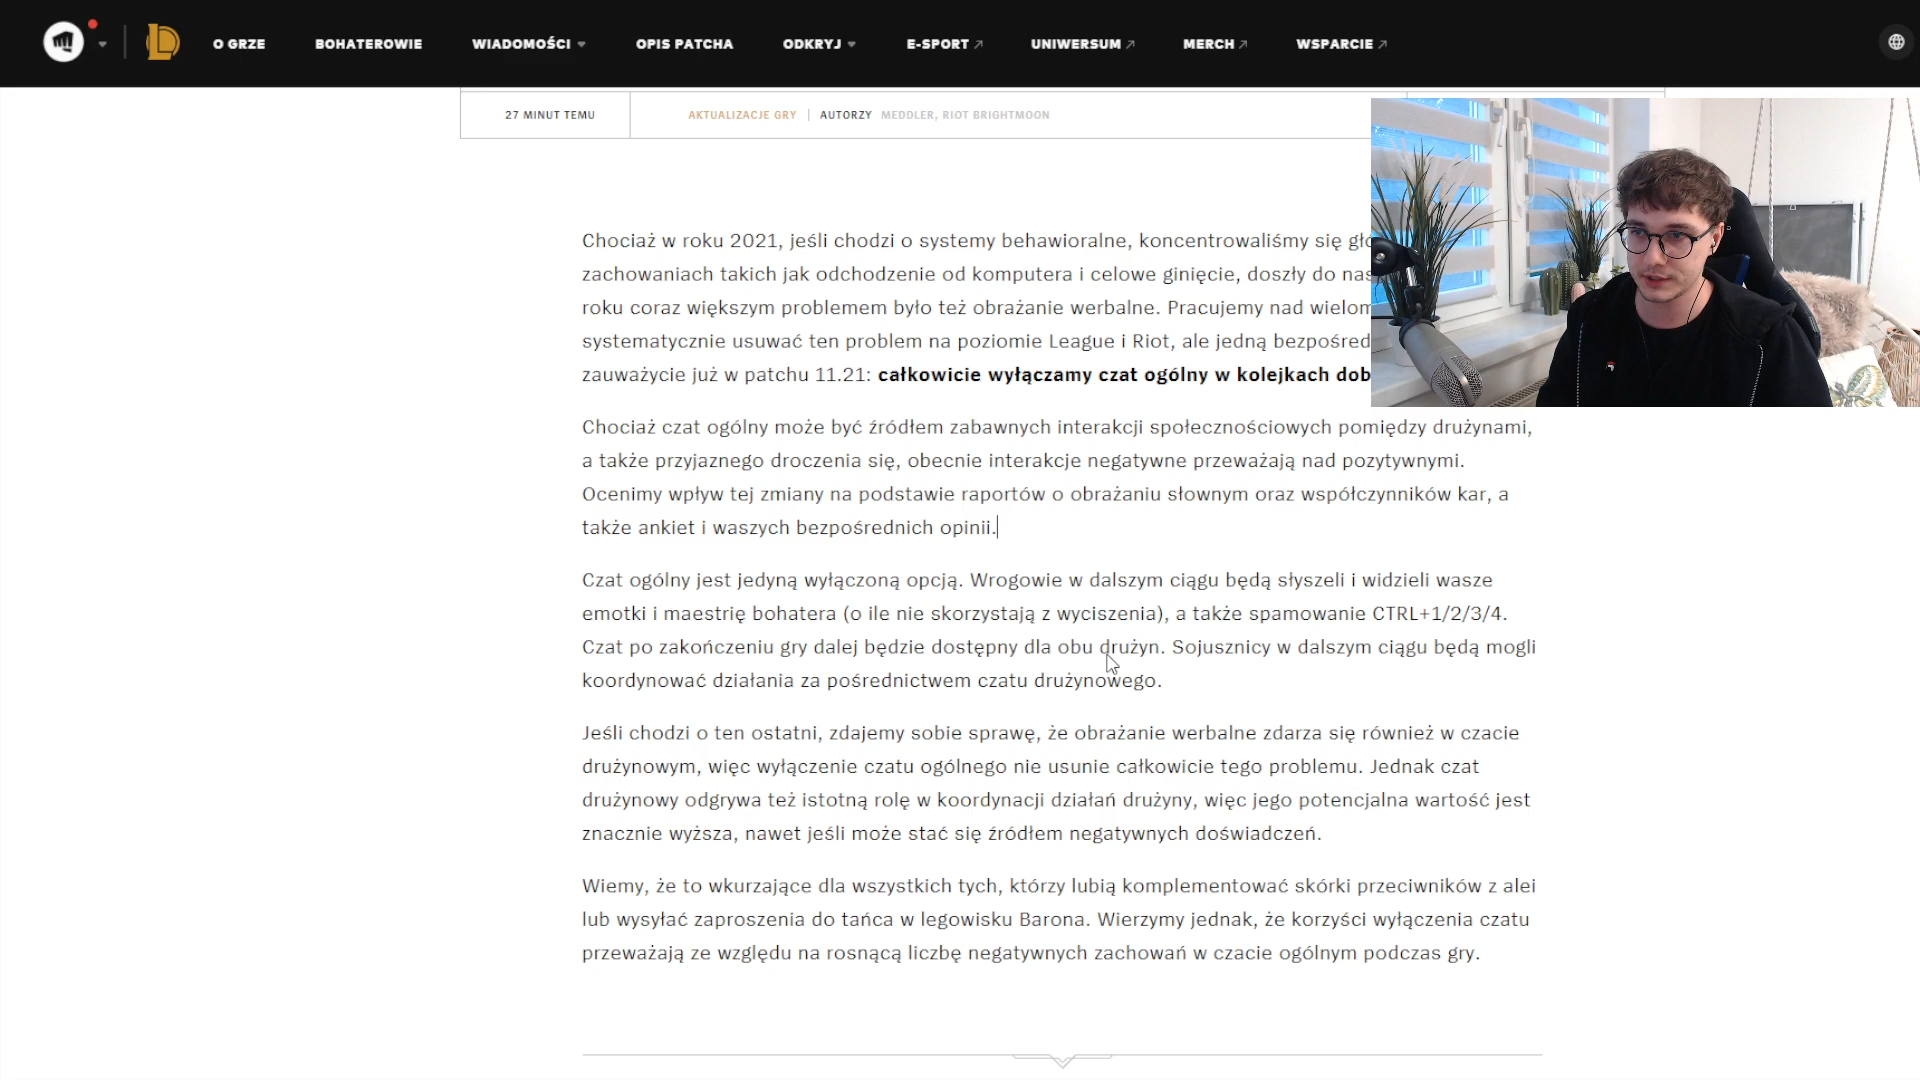 O GRZE BOHATEROWIE WIADOMOŚCI OPIS PATCHA ODKRYJ E-SPORT UNIWERSUM MERCH WSPARCIE
27 MINUT TEMU AKTUALIZACJE GRY | AUTORZY MEDDLER, RIOT BRIGHTMOON
Chociaż w roku 2021, jeśli chodzi o systemy behawioralne, koncentrowaliśmy się
zachowaniach takich jak odchodzenie od komputera i celowe ginięcie, doszły do
roku coraz większym problemem było też obrażanie werbalne. Pracujemy nad
systematycznie usuwać ten problem na poziomie League i Riot, ale jedną
zauważycie już w patchu 11.21: całkowicie wyłączamy czat ogólny w kolejkach
Chociaż czat ogólny może być źródłem zabawnych interakcji społecznościowych pomiędzy drużynami,
a także przyjaznego droczenia się, obecnie interakcje negatywne przeważają nad pozytywnymi.
Ocenimy wpływ tej zmiany na podstawie raportów o obrażaniu słownym oraz współczynników kar, a
także ankiet i waszych bezpośrednich opinii.
Czat ogólny jest jedyną wyłączoną opcją. Wrogowie w dalszym ciągu będą słyszeli i widzieli wasze
emotki i maestrię bohatera (o ile nie skorzystają z wyciszenia), a także spamowanie CTRL+1/2/3/4.
Czat po zakończeniu gry dalej będzie dostępny dla obu drużyn. Sojusznicy w dalszym ciągu będą mogli
koordynować działania za pośrednictwem czatu drużynowego.
Jeśli chodzi o ten ostatni, zdajemy sobie sprawę, że obrażanie werbalne zdarza się również w czacie
drużynowym, więc wyłączenie czatu ogólnego nie usunie całkowicie tego problemu. Jednak czat
drużynowy odgrywa też istotną rolę w koordynacji działań drużyny, więc jego potencjalna wartość jest
znacznie wyższa, nawet jeśli może stać się źródłem negatywnych doświadczeń.
Wiemy, że to wkurzające dla wszystkich tych, którzy lubią komplementować skórki przeciwników z alei
lub wysyłać zaproszenia do tańca w legowisku Barona. Wierzymy jednak, że korzyści wyłączenia czatu
przeważają ze względu na rosnącą liczbę negatywnych zachowań w czacie ogólnym podczas gry.